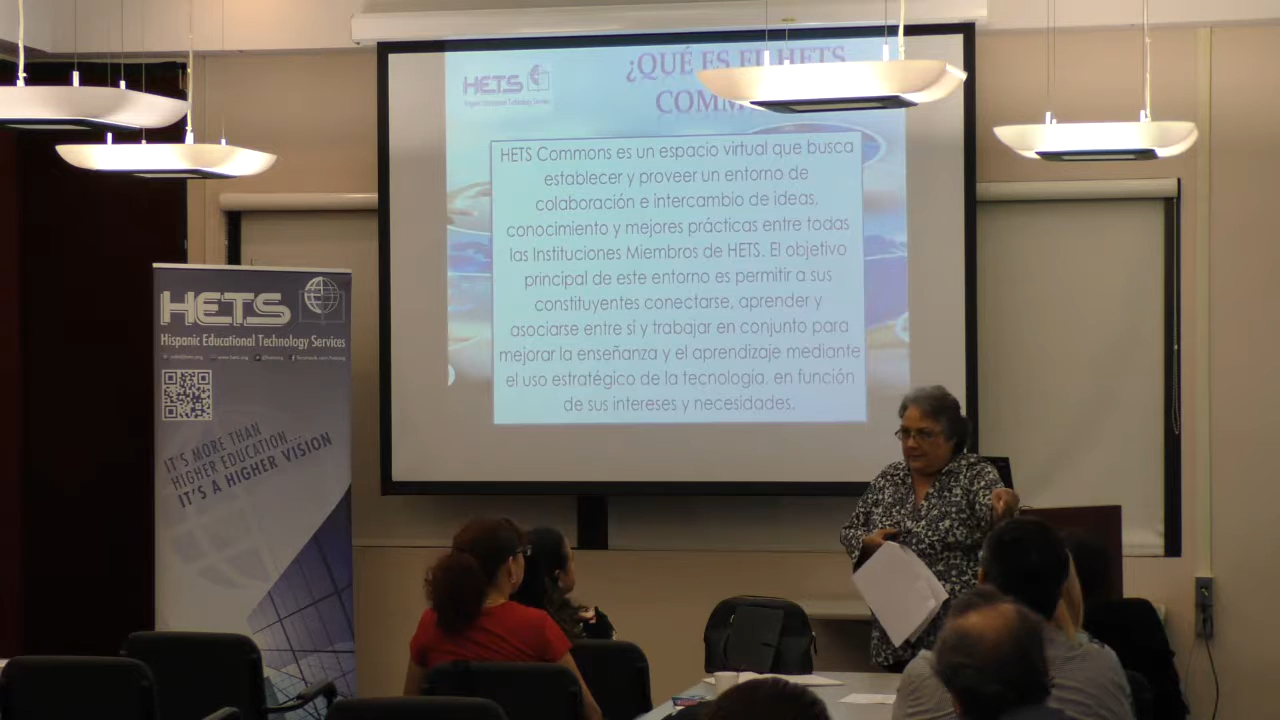 HETS
Hispanic Educational Technology Services
¿QUÉ ES EL HETS
HETS Commons es un espacio virtual que busca
establecer y proveer un entorno de
colaboración e intercambio de ideas,
conocimiento y mejores prácticas entre todas
las Instituciones Miembros de HETS. El objetivo
principal de este entorno es permitir a sus
constituyentes conectarse, aprender y
asociarse entre sí y trabajar en conjunto para
mejorar la enseñanza y el aprendizaje mediante
el uso estratégico de la tecnología. en función
de sus intereses y necesidades.
HETS
Hispanic Educational Technology Services
IT'S MORE THAN
HIGHER EDUCATION...
IT'S A HIGHER VISION